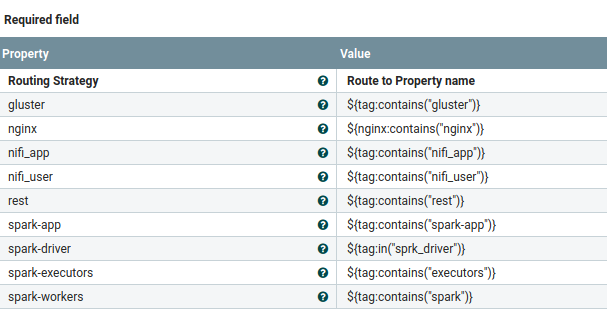 Required field
Property Value
Routing Strategy Route to Property name
gluster ${tag:contains("gluster")}
nginx ${nginx:contains("nginx")}
nifi_app ${tag:contains("nifi_app")}
nifi_user ${tag:contains("nifi_user")}
rest ${tag:contains("rest")}
spark-app ${tag:contains("spark-app")}
spark-driver ${tag:in("sprk_driver")}
spark-executors ${tag:contains("executors")}
spark-workers ${tag:contains("spark")}